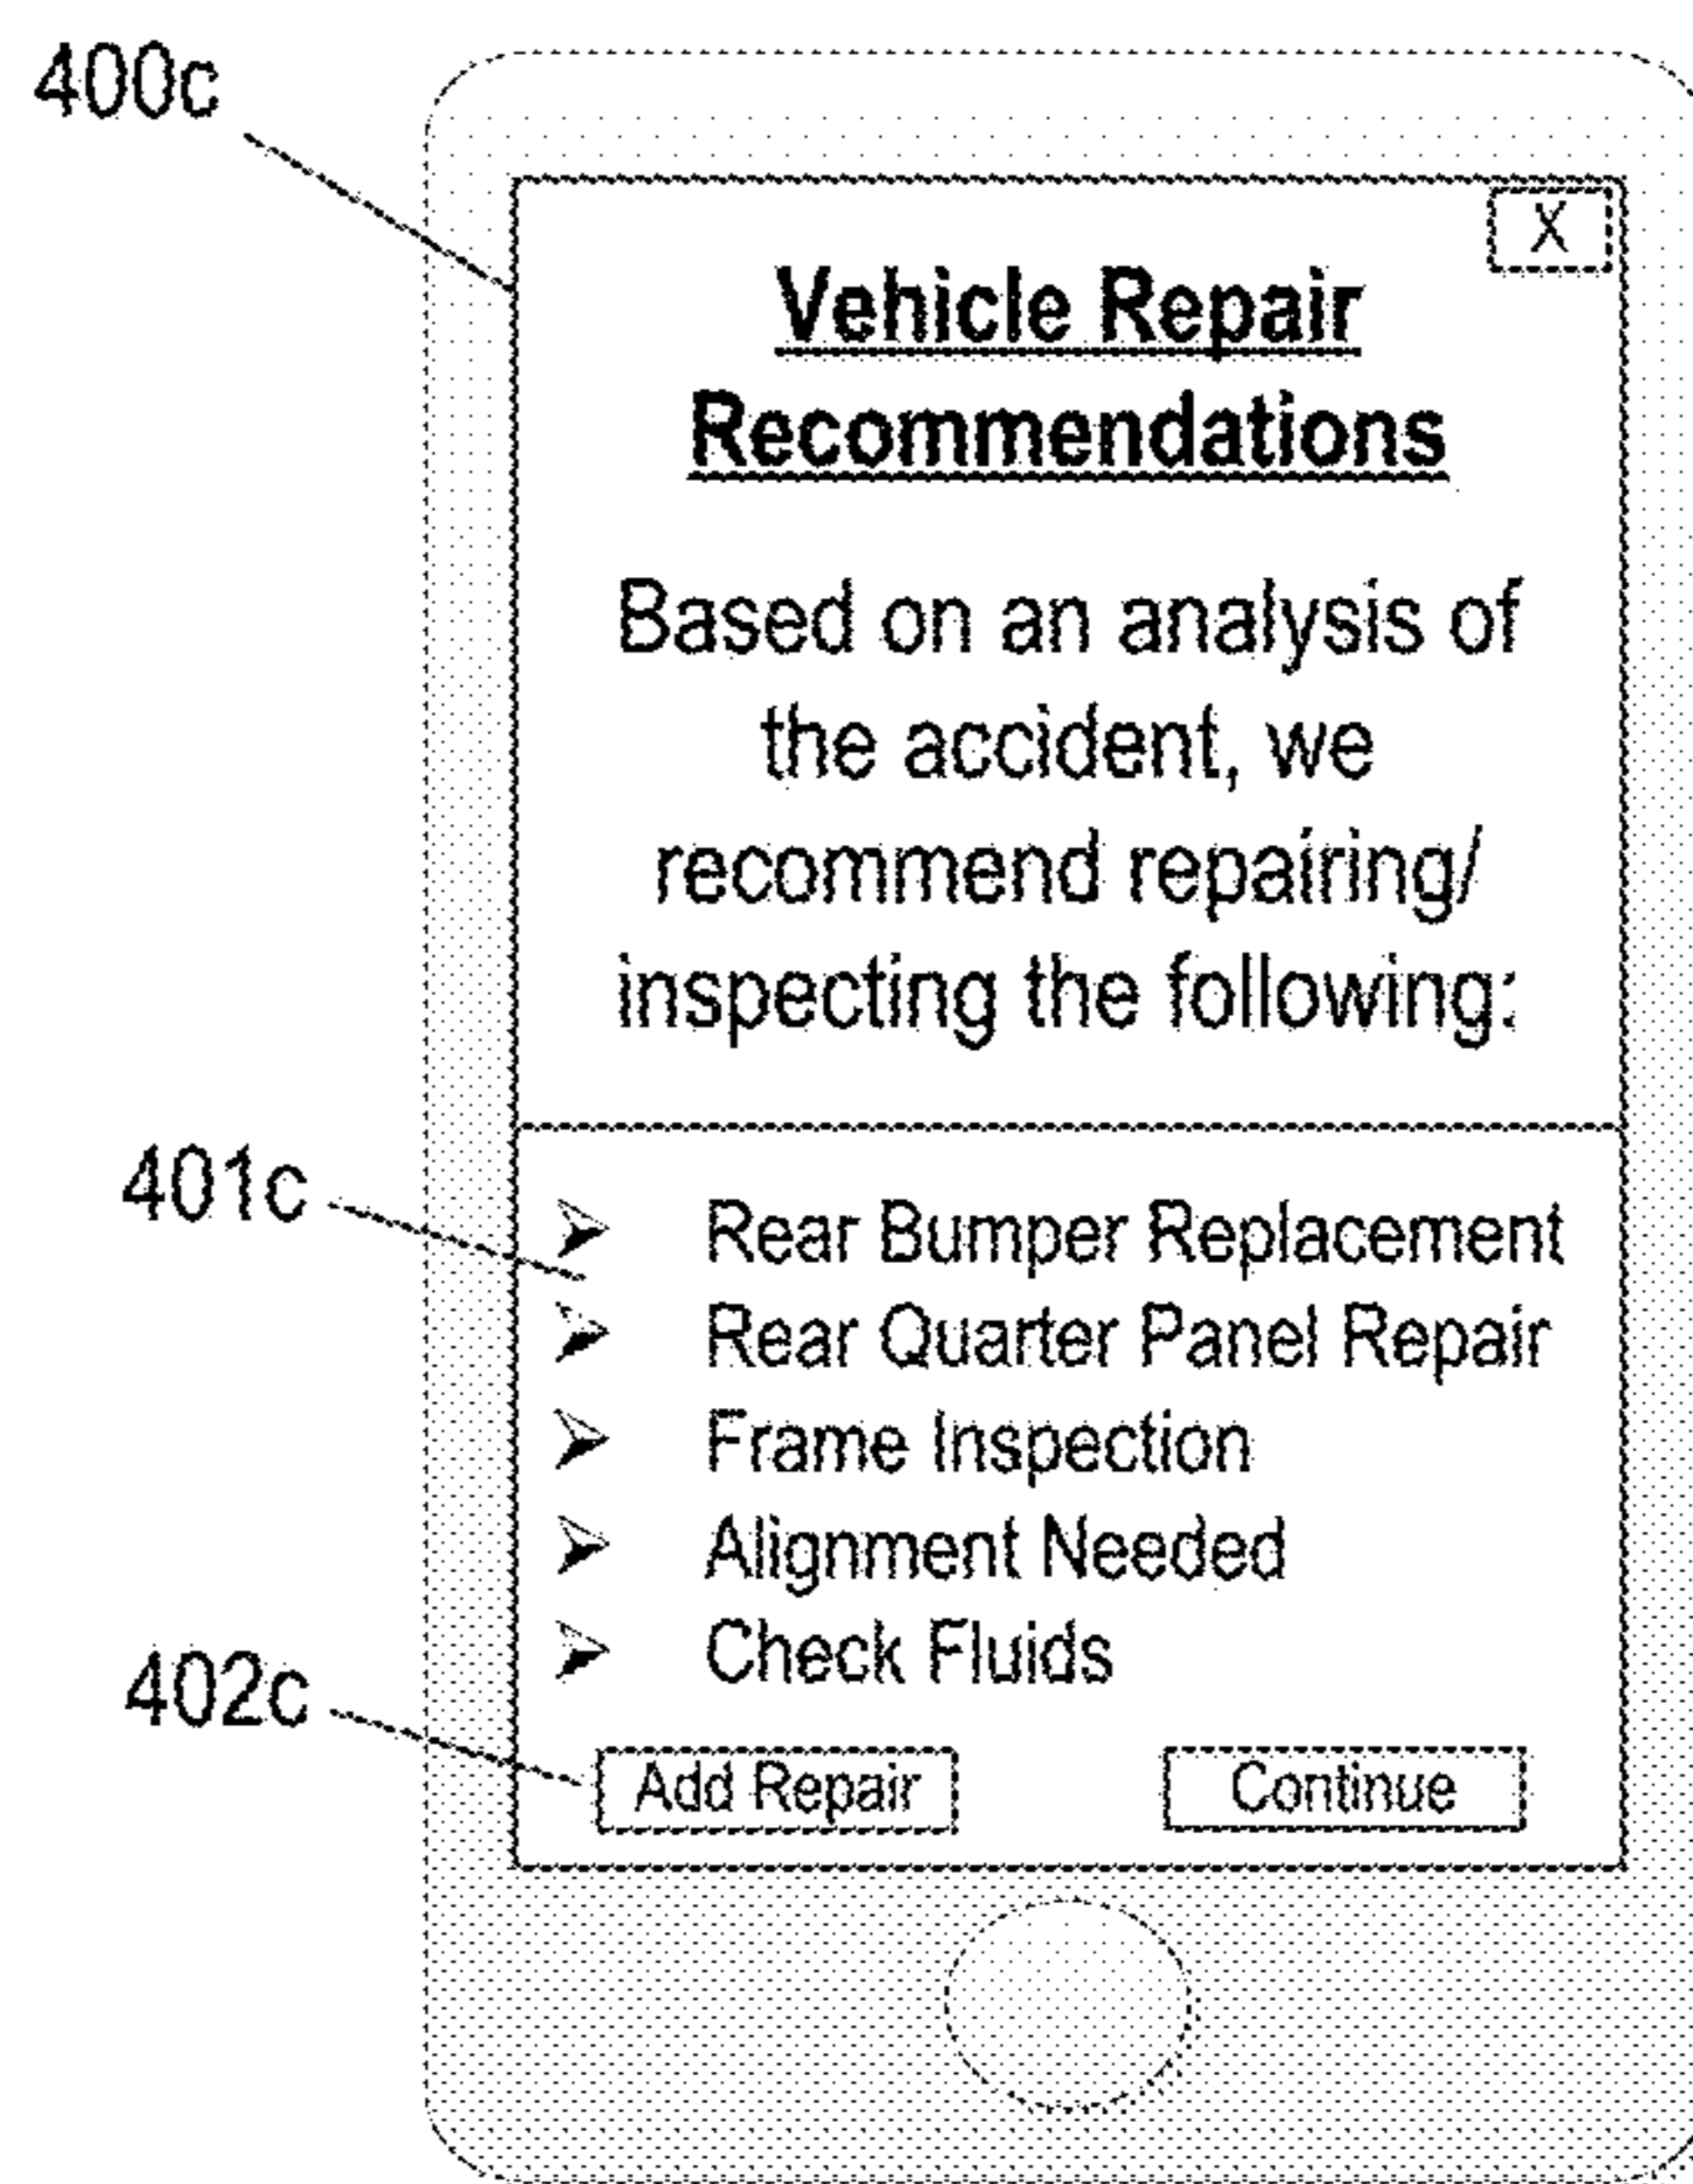 400c
X
Vehicle Repair
Recommendations
Based on an analysis of
the accident, we
recommend repairing/
inspecting the following:
401c
➢ Rear Bumper Replacement
➢ Rear Quarter Panel Repair
➢ Frame Inspection
➢ Alignment Needed
➢ Check Fluids
402c
Add Repair Continue